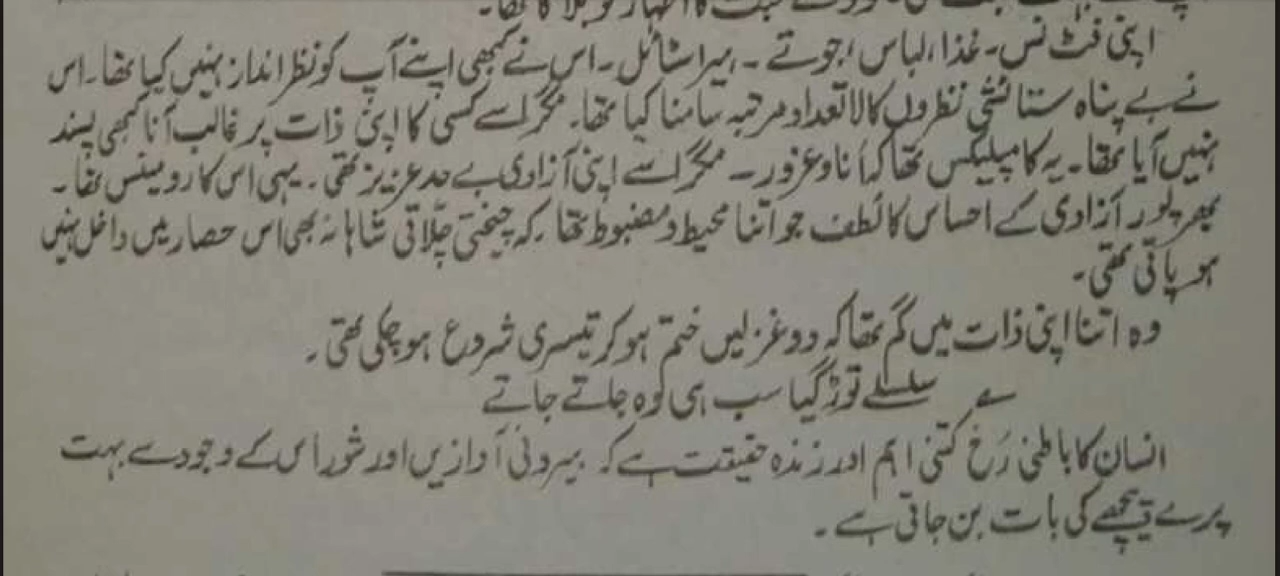 اپنی فٹ نس۔ غذا، لباس، جوتے ۔ ہیر اسٹائل ۔ اس نے کبھی اپنے آپ کو نظر انداز نہیں کیا تھا۔ اس
نے بے پناہ ستائشی نظروں کا لاتعداد مرتبہ سامنا کیا تھا۔ مگر اسے کسی کا اپنی ذات پر غالب آنا کبھی پسند
نہیں آیا تھا۔ یہ کامپلیکس تھا کہ اَنا و غرور ۔ مگر اسے اپنی آزادی بے حد عزیز تھی ۔ یہی اس کا رومینس تھا ۔
بھرپور آزادی کے احساس کا لُطف جو اتنا محیط و مضبوط تھا ۔ کہ چیختی چلّاتی شاہانہ بھی اس حصار میں داخل نہیں
ہو پاتی تھی۔
وہ اتنا اپنی ذات میں گم تھا کہ دو غزلیں ختم ہو کر تیسری شروع ہو چکی تھی ۔
؎ سلسلے توڑ گیا سب ہی وہ جاتے جاتے
انسان کا باطنی رُخ کتنی اہم اور زندہ حقیقت ہے کہ بیرونی آوازیں اور شور اس کے وجود سے بہت
پرے پیچھے کی بات بن جاتی ہے ۔